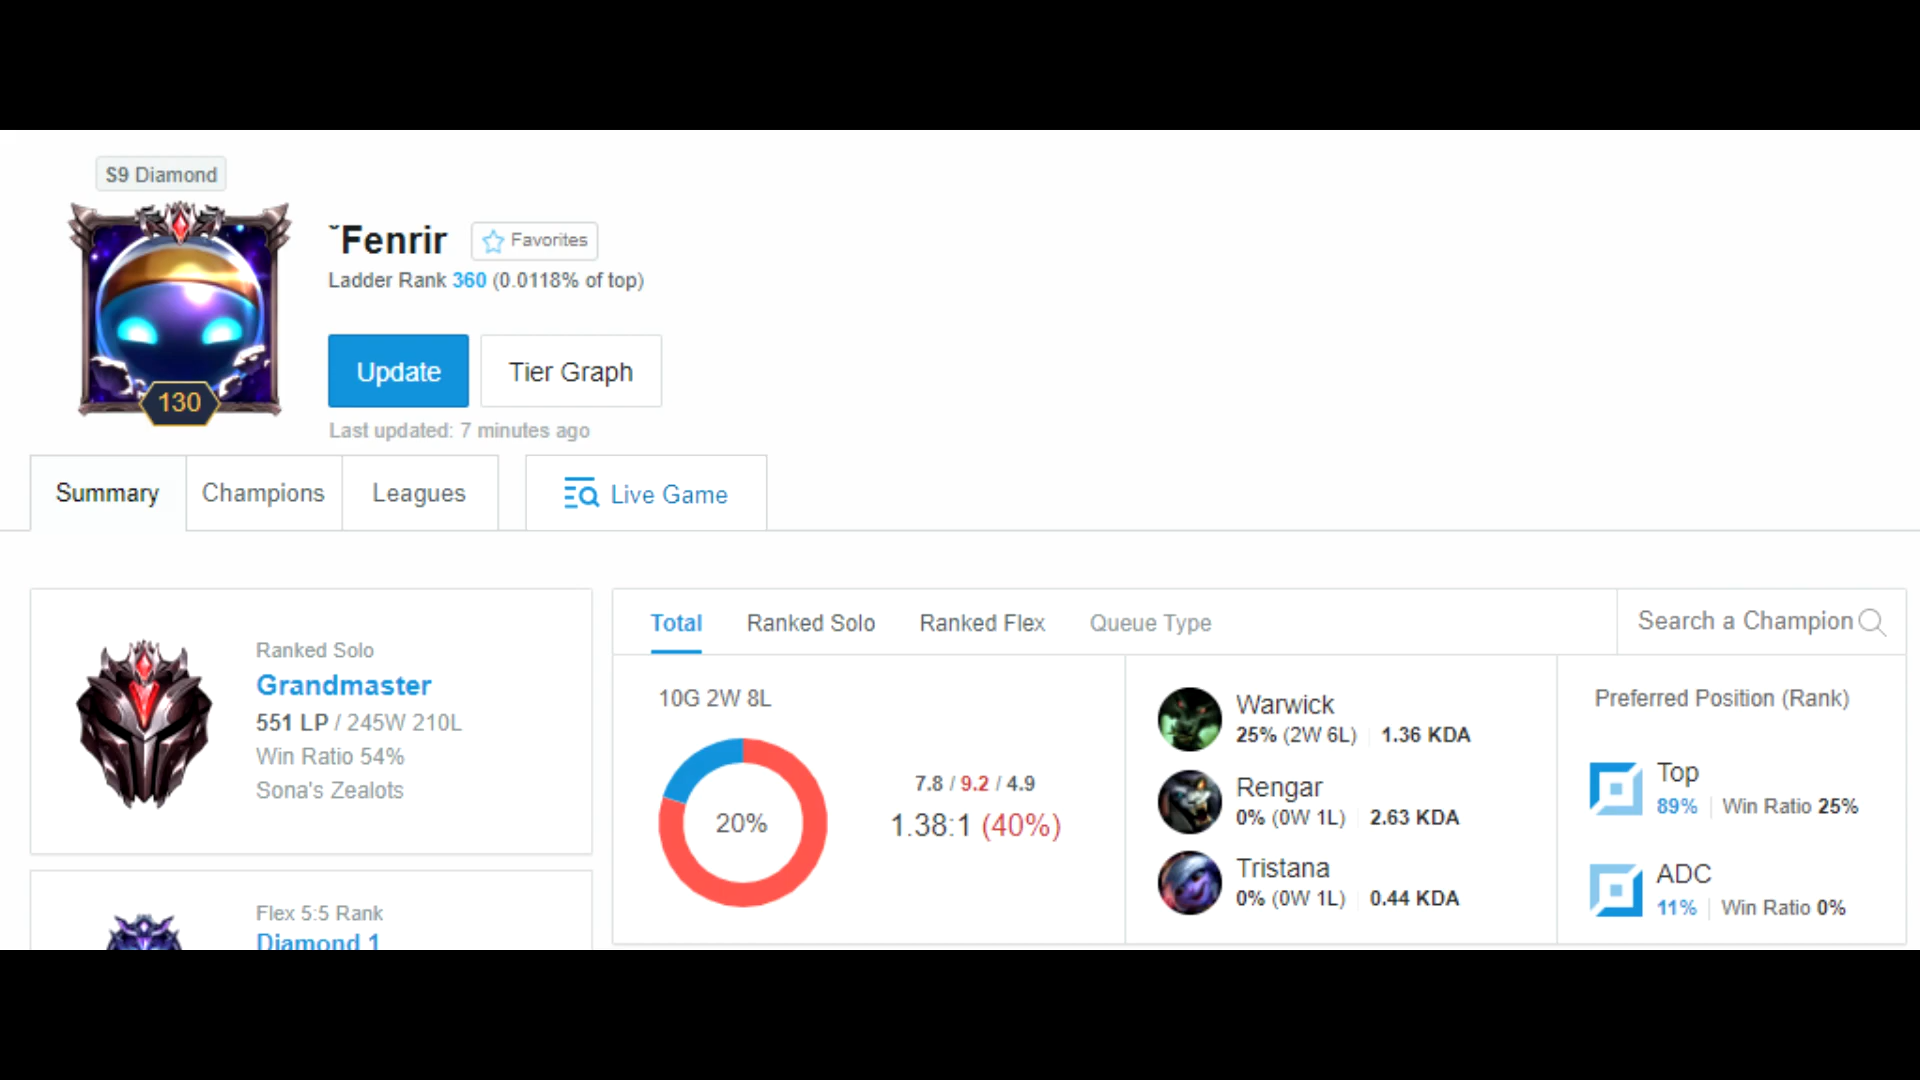 S9 Diamond
˘Fenrir
Favorites
Ladder Rank 360 (0.0118% of top)
Update
Tier Graph
130
Last updated: 7 minutes ago
Summary
Champions
Leagues
Live Game
Ranked Solo
Grandmaster
551 LP / 245W 210L
Win Ratio 54%
Sona's Zealots
Flex 5:5 Rank
Diamond 1
Total
Ranked Solo
Ranked Flex
Queue Type
Search a Champion
10G 2W 8L
20%
7.8 / 9.2 / 4.9
1.38:1 (40%)
Warwick
25% (2W 6L) 1.36 KDA
Rengar
0% (0W 1L) 2.63 KDA
Tristana
0% (0W 1L) 0.44 KDA
Preferred Position (Rank)
Top
89% Win Ratio 25%
ADC
11% Win Ratio 0%